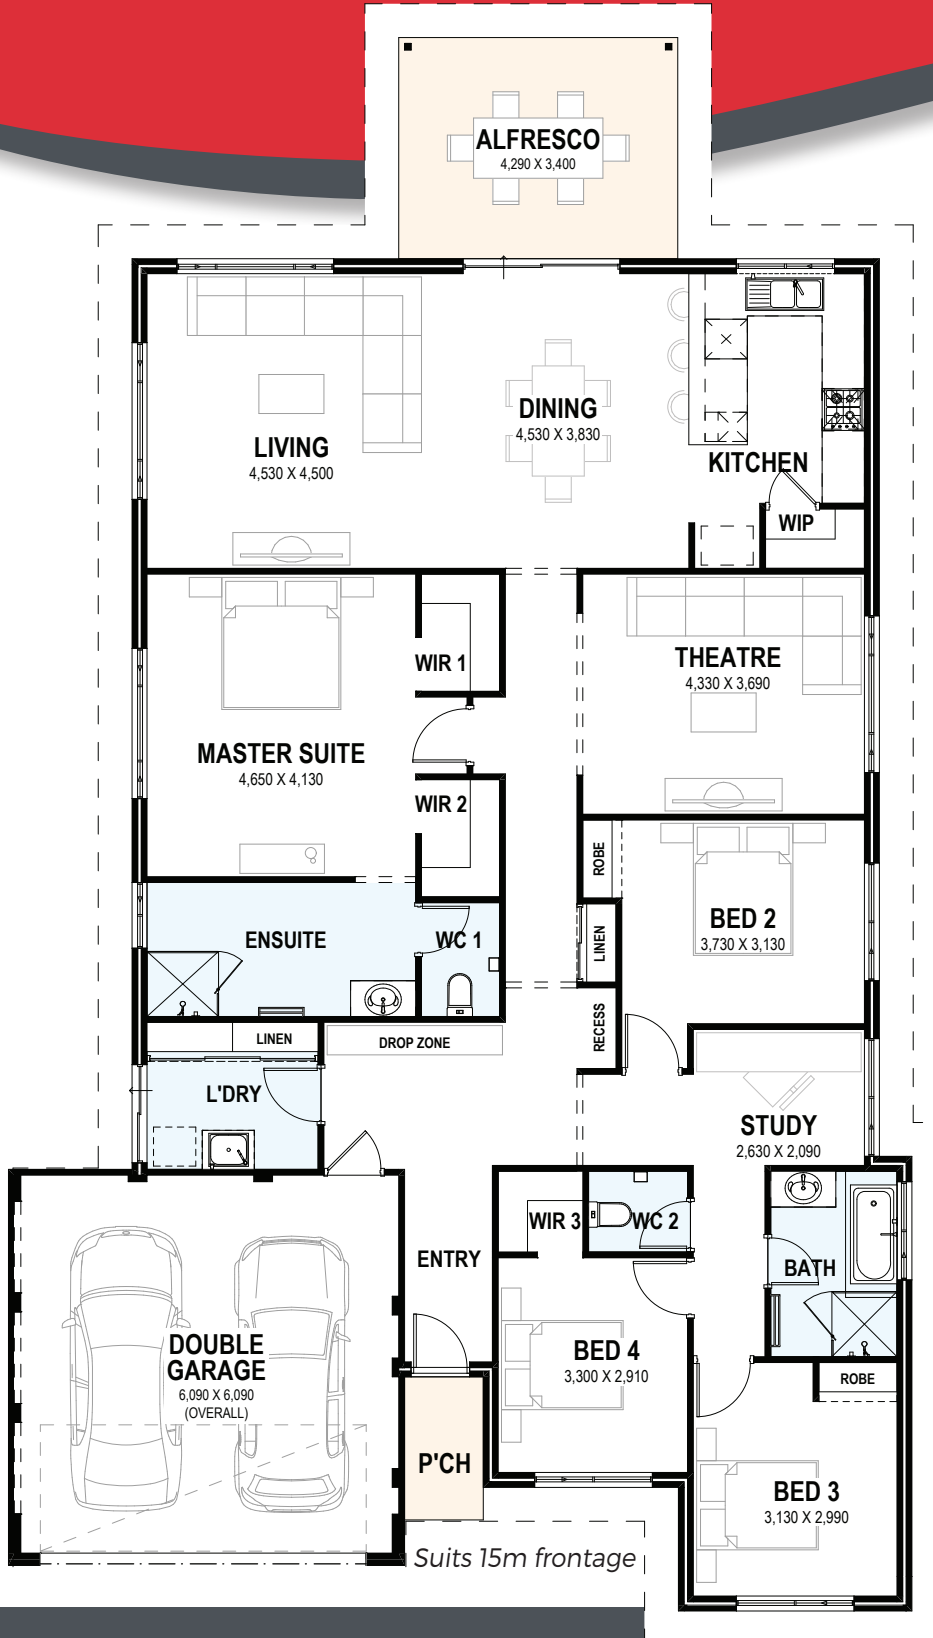 ALFRESCO
4,290 X 3,400
DINING
4,530 X 3,830
LIVING
4,530 X 4,500
KITCHEN
WIP
WIR 1
THEATRE
4,330 X 3,690
MASTER SUITE
4,650 X 4,130
WIR 2
ROBE
BED 2
3,730 X 3,130
ENSUITE
WC 1
LINEN
RECESS
LINEN
DROP ZONE
L'DRY
STUDY
2,630 X 2,090
WIR 3
WC 2
ENTRY
BATH
DOUBLE
GARAGE
6,090 X 6,090
(OVERALL)
BED 4
3,300 X 2,910
ROBE
P'CH
BED 3
3,130 X 2,990
Suits 15m frontage